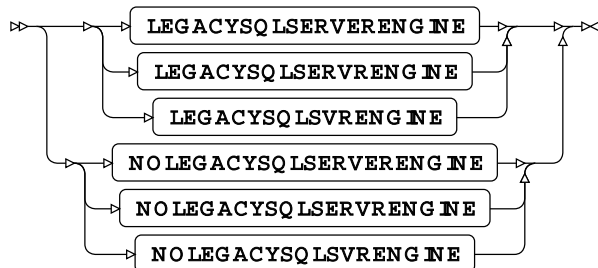 LEGACYSQLSERVERENGINE
LEGACYSQLSERVRENGINE
LEGACYSQLSVRENGINE
NOLEGACYSQLSERVERENGINE
NOLEGACYSQLSERVRENGINE
NOLEGACYSQLSVRENGINE